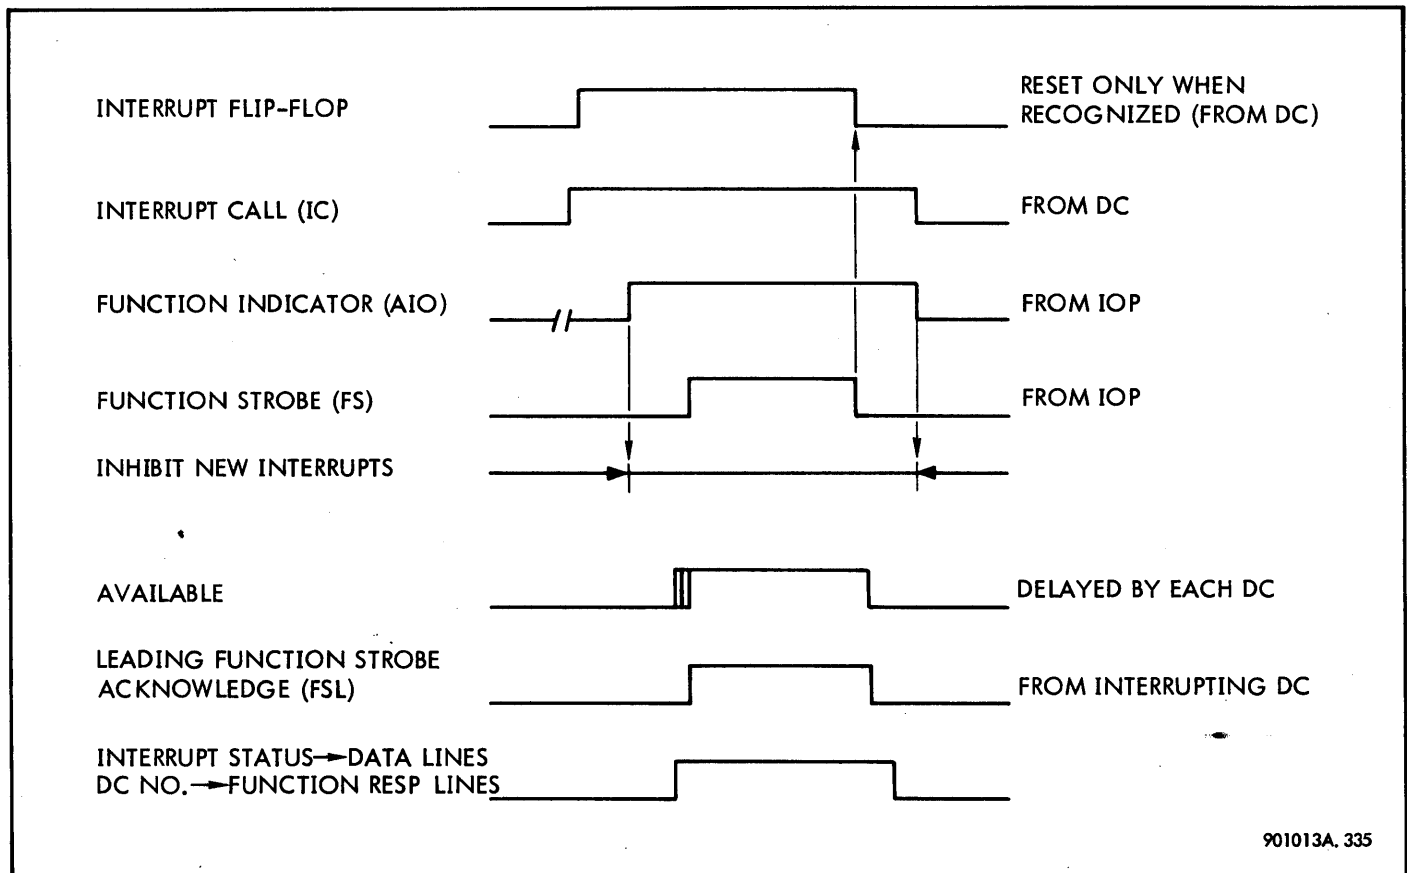 INTERRUPT FLIP-FLOP
RESET ONLY WHEN
RECOGNIZED (FROM DC)
INTERRUPT CALL (IC)
FROM DC
FUNCTION INDICATOR (AIO)
FROM IOP
FUNCTION STROBE (FS)
FROM IOP
INHIBIT NEW INTERRUPTS
AVAILABLE
DELAYED BY EACH DC
LEADING FUNCTION STROBE
ACKNOWLEDGE (FSL)
FROM INTERRUPTING DC
INTERRUPT STATUS→DATA LINES
DC NO.→FUNCTION RESP LINES
901013A. 335